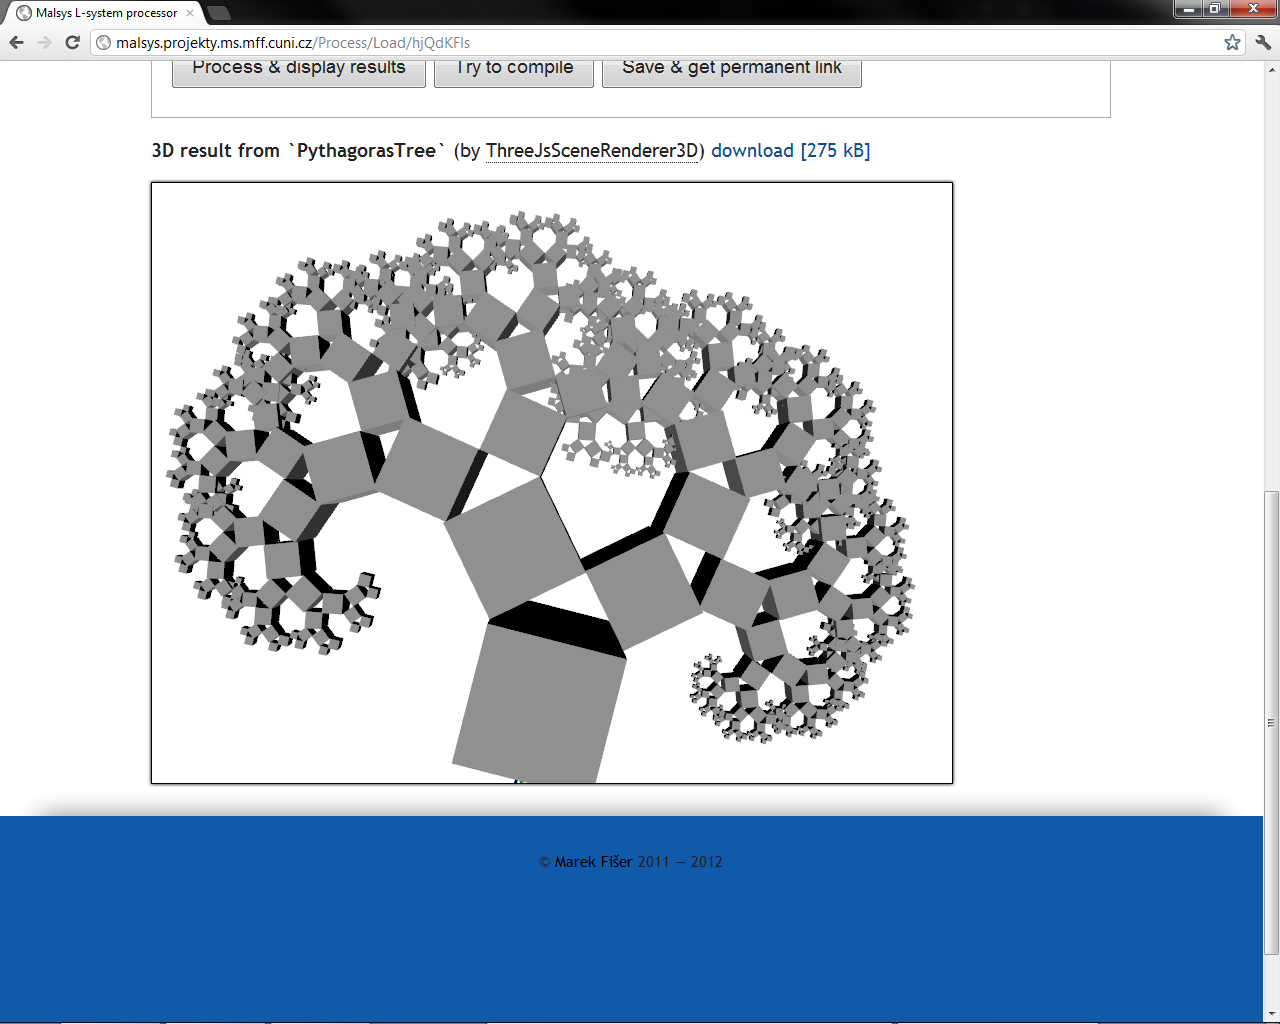 Malsys L-system processor
malsys.projekty.ms.mff.cuni.cz/Process/Load/hjQdKFIs
Process & display results Try to compile Save & get permanent link
3D result from `PythagorasTree` (by ThreeJsSceneRenderer3D) download [275 kB]
© Marek Fišer 2011 — 2012